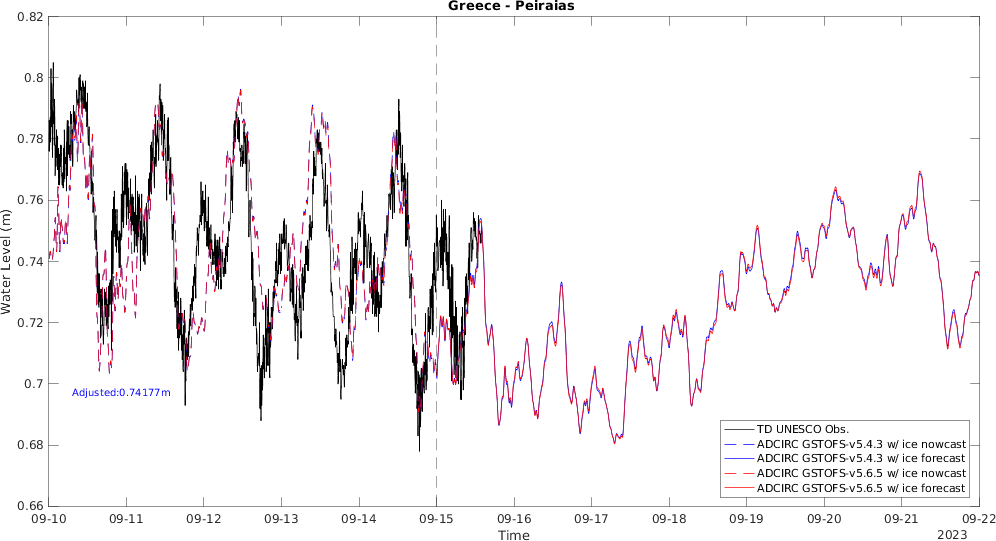 Greece - Peiraias
0.82
0.8
0.78
0.76
0.74
0.72
0.7
0.68
0.66
Water Level (m)
Adjusted:0.74177m
TD UNESCO Obs.
ADCIRC GSTOFS-v5.4.3 w/ ice nowcast
ADCIRC GSTOFS-v5.4.3 w/ ice forecast
ADCIRC GSTOFS-v5.6.5 w/ ice nowcast
ADCIRC GSTOFS-v5.6.5 w/ ice forecast
09-10 09-11 09-12 09-13 09-14 09-15 09-16 09-17 09-18 09-19 09-20 09-21 09-22
Time
2023